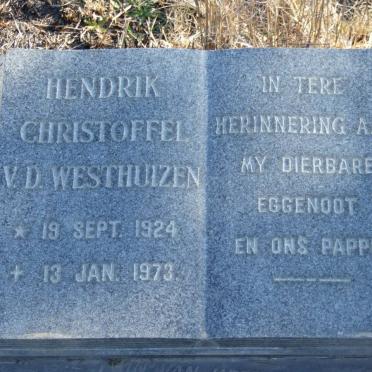 HENDRIK
CHRISTOFFEL
V.D. WESTHUIZEN
* 19 SEPT. 1924
+ 13 JAN. 1973
IN TERE
HERINNERING A
MY DIERBARE
EGGENOOT
EN ONS PAPP